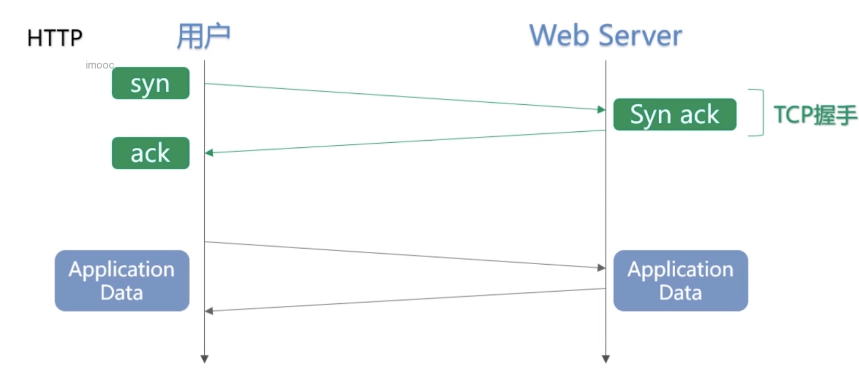 HTTP
用户
Web Server
imooc
syn
Syn ack
TCP握手
ack
Application
Data
Application
Data